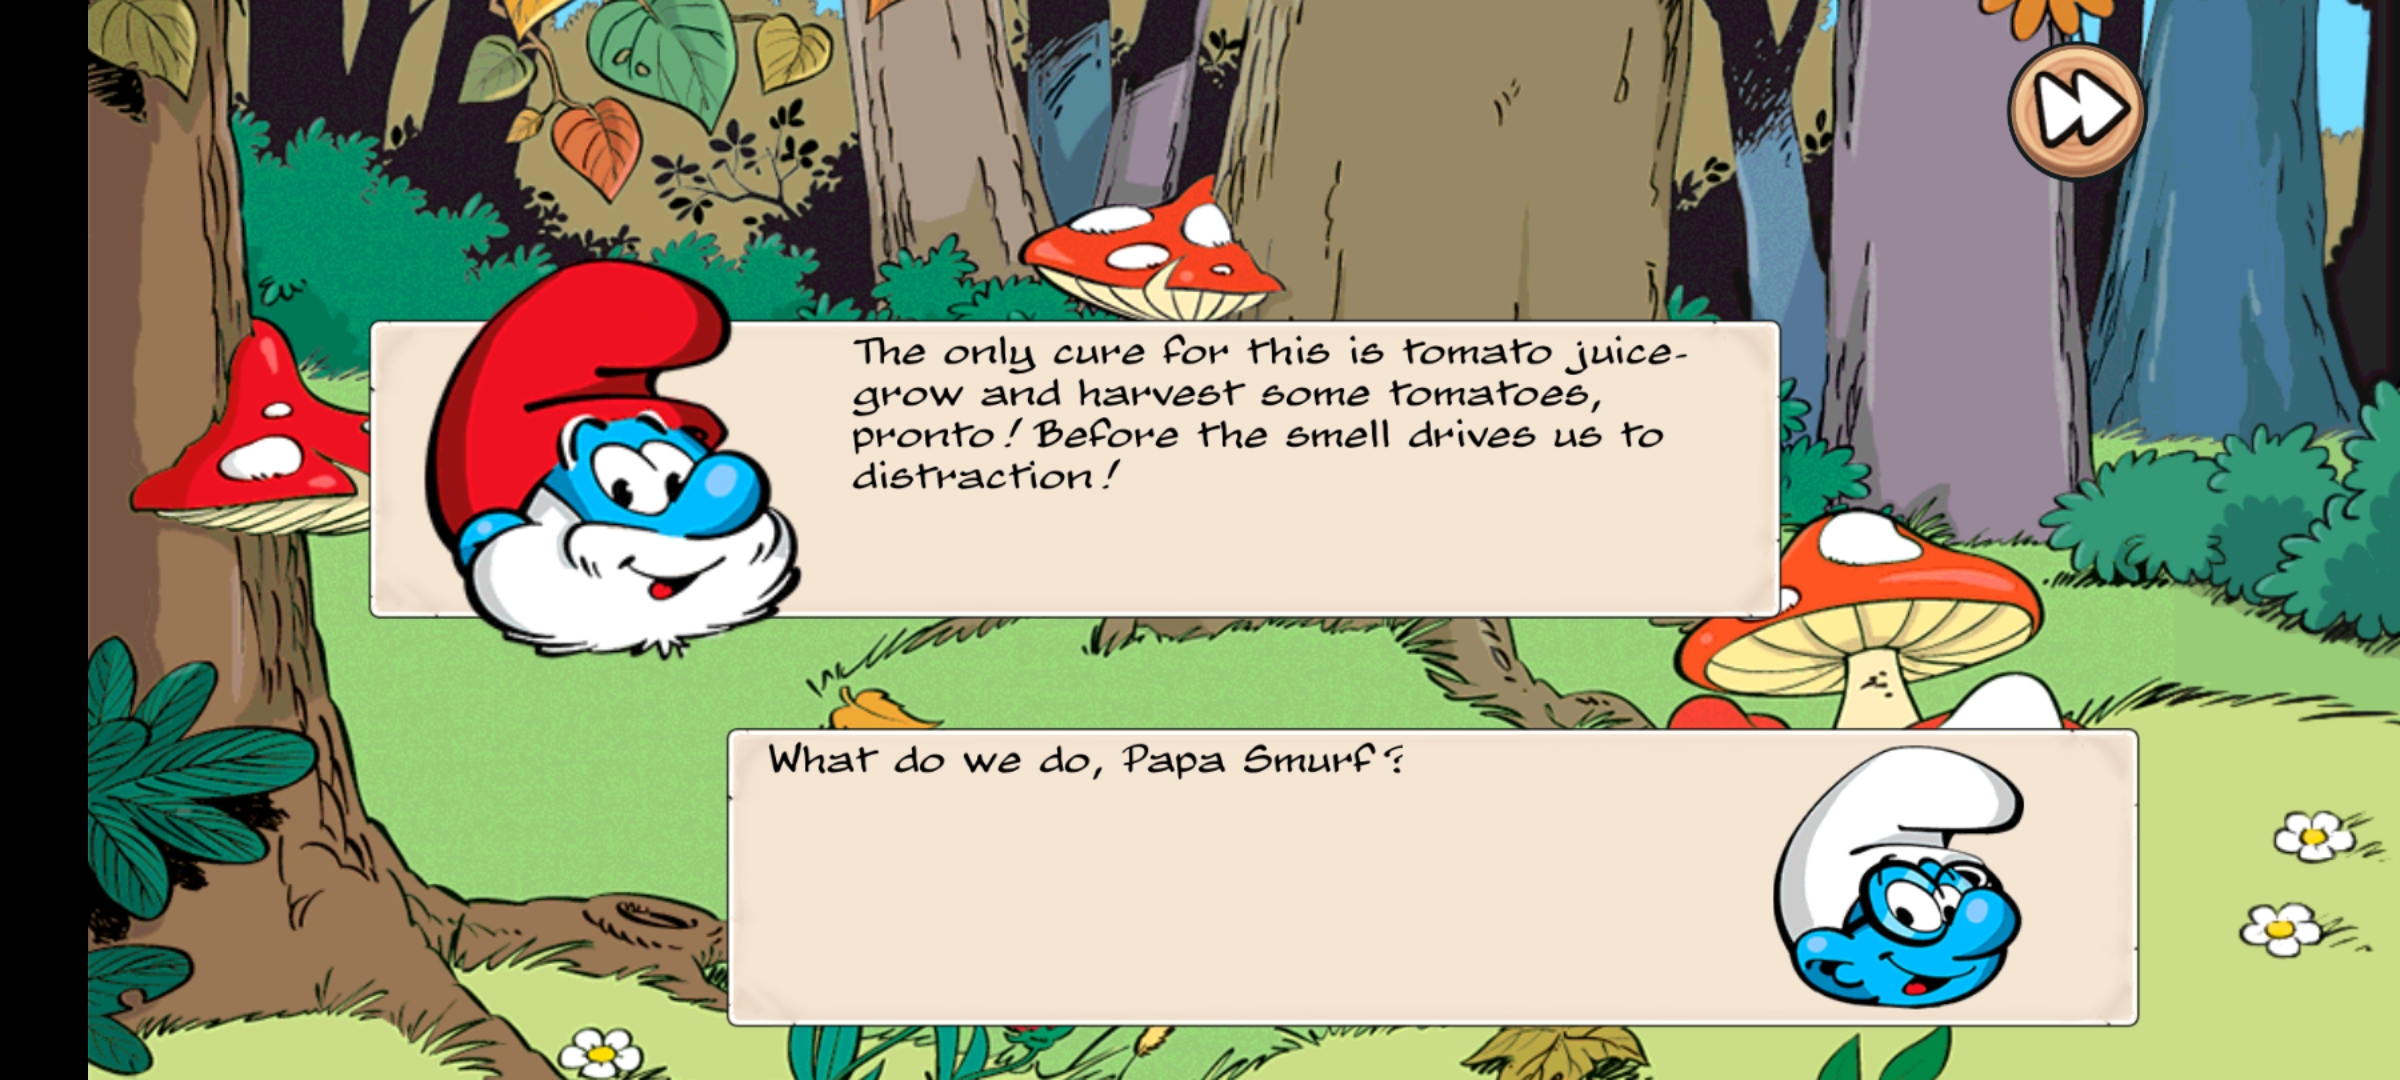 The only cure for this is tomato juice-
grow and harvest some tomatoes,
pronto! Before the smell drives us to
distraction!
What do we do, Papa Smurf?